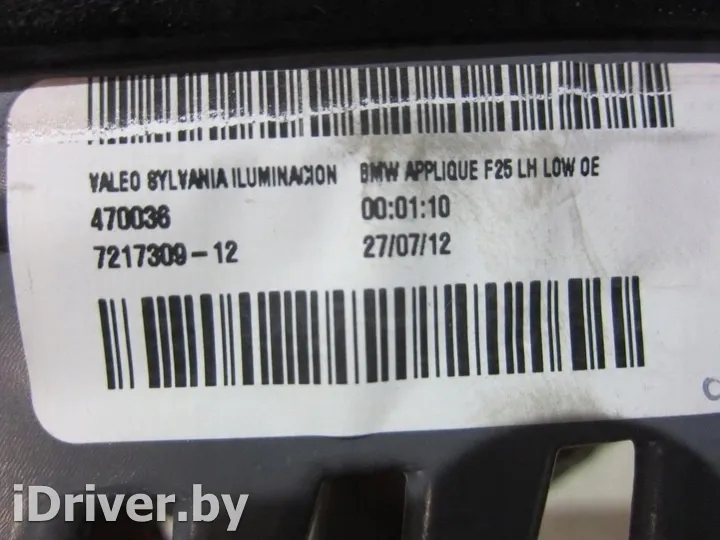 VALEO SYLVANIA ILUMINACION BMW APPLIQUE F25 LH LOW OE
470036 00:01:10
7217309-12 27/07/12
iDriver.by